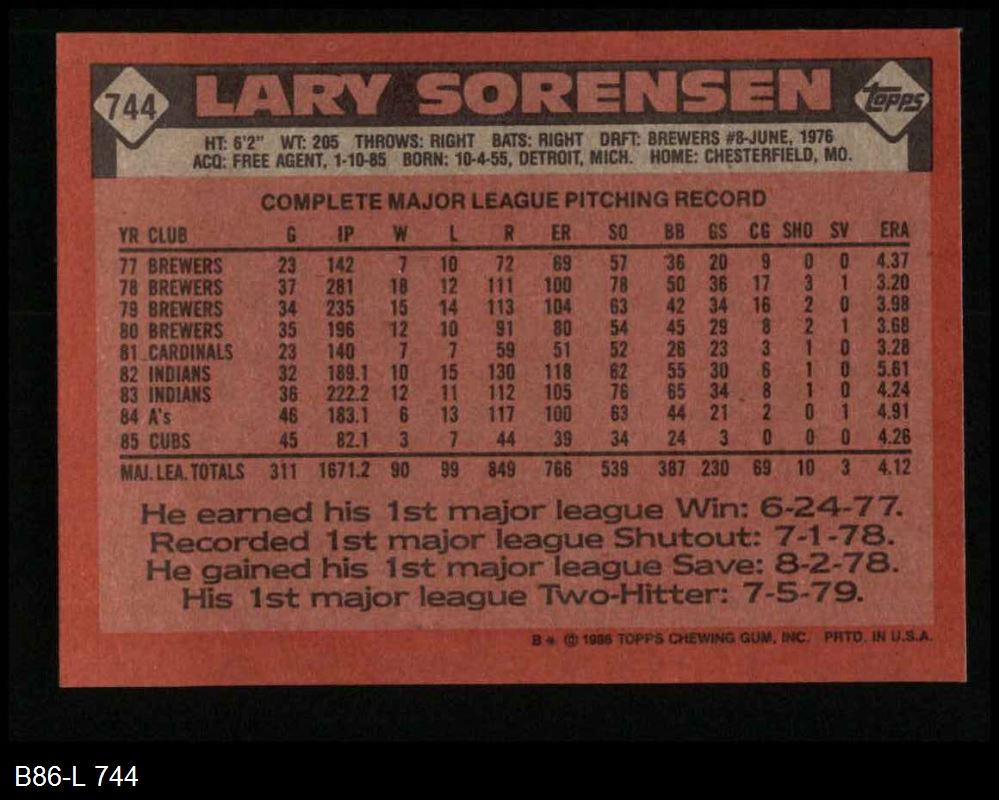 744 LARY SORENSEN TOPPS
HT: 6'2" WT: 205 THROWS: RIGHT BATS: RIGHT DRFT: BREWERS #8-JUNE, 1976
ACQ: FREE AGENT, 1-10-85 BORN: 10-4-55, DETROIT, MICH. HOME: CHESTERFIELD, MO.
COMPLETE MAJOR LEAGUE PITCHING RECORD
YR CLUB G IP W L R ER SO BB GS CG SHO SV ERA
77 BREWERS 23 142 7 10 72 69 57 36 20 9 0 0 4.37
78 BREWERS 37 281 18 12 111 100 78 50 36 17 3 1 3.20
79 BREWERS 34 235 15 14 113 104 63 42 34 16 2 0 3.98
80 BREWERS 35 196 12 10 91 80 54 45 29 8 2 1 3.68
81 CARDINALS 23 140 7 7 59 51 52 26 23 3 1 0 3.28
82 INDIANS 32 189.1 10 15 130 118 62 55 30 6 1 0 5.61
83 INDIANS 36 222.2 12 11 112 105 76 65 34 8 1 0 4.24
84 A's 46 183.1 6 13 117 100 63 44 21 2 0 1 4.91
85 CUBS 45 82.1 3 7 44 39 34 24 3 0 0 0 4.26
MAJ. LEA. TOTALS 311 1671.2 90 99 849 766 539 387 230 69 10 3 4.12
He earned his 1st major league Win: 6-24-77.
Recorded 1st major league Shutout: 7-1-78.
He gained his 1st major league Save: 8-2-78.
His 1st major league Two-Hitter: 7-5-79.
B* © 1986 TOPPS CHEWING GUM, INC. PRTD. IN U.S.A.
B86-L 744